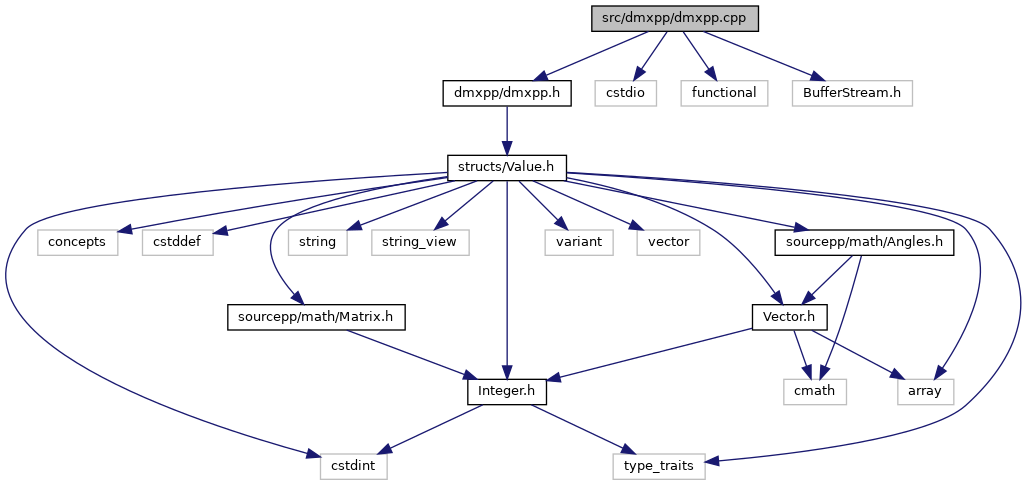 src/dmxpp/dmxpp.cpp
dmxpp/dmxpp.h
cstdio
functional
BufferStream.h
structs/Value.h
concepts
cstddef
string
string_view
variant
vector
sourcepp/math/Angles.h
sourcepp/math/Matrix.h
Vector.h
Integer.h
cmath
array
cstdint
type_traits